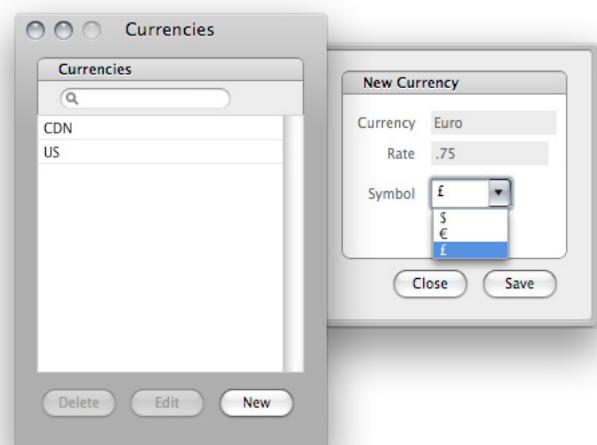 Currencies
Currencies
CDN
US
Delete
Edit
New
New Currency
Currency Euro
Rate .75
Symbol £
$
€
£
Close
Save